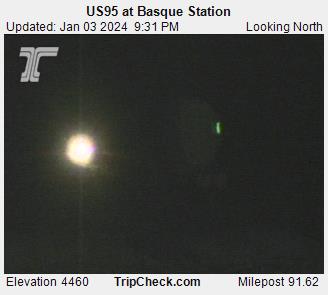 US95 at Basque Station
Updated: Jan 03 2024 9:31 PM Looking North
Elevation 4460 TripCheck.com Milepost 91.62